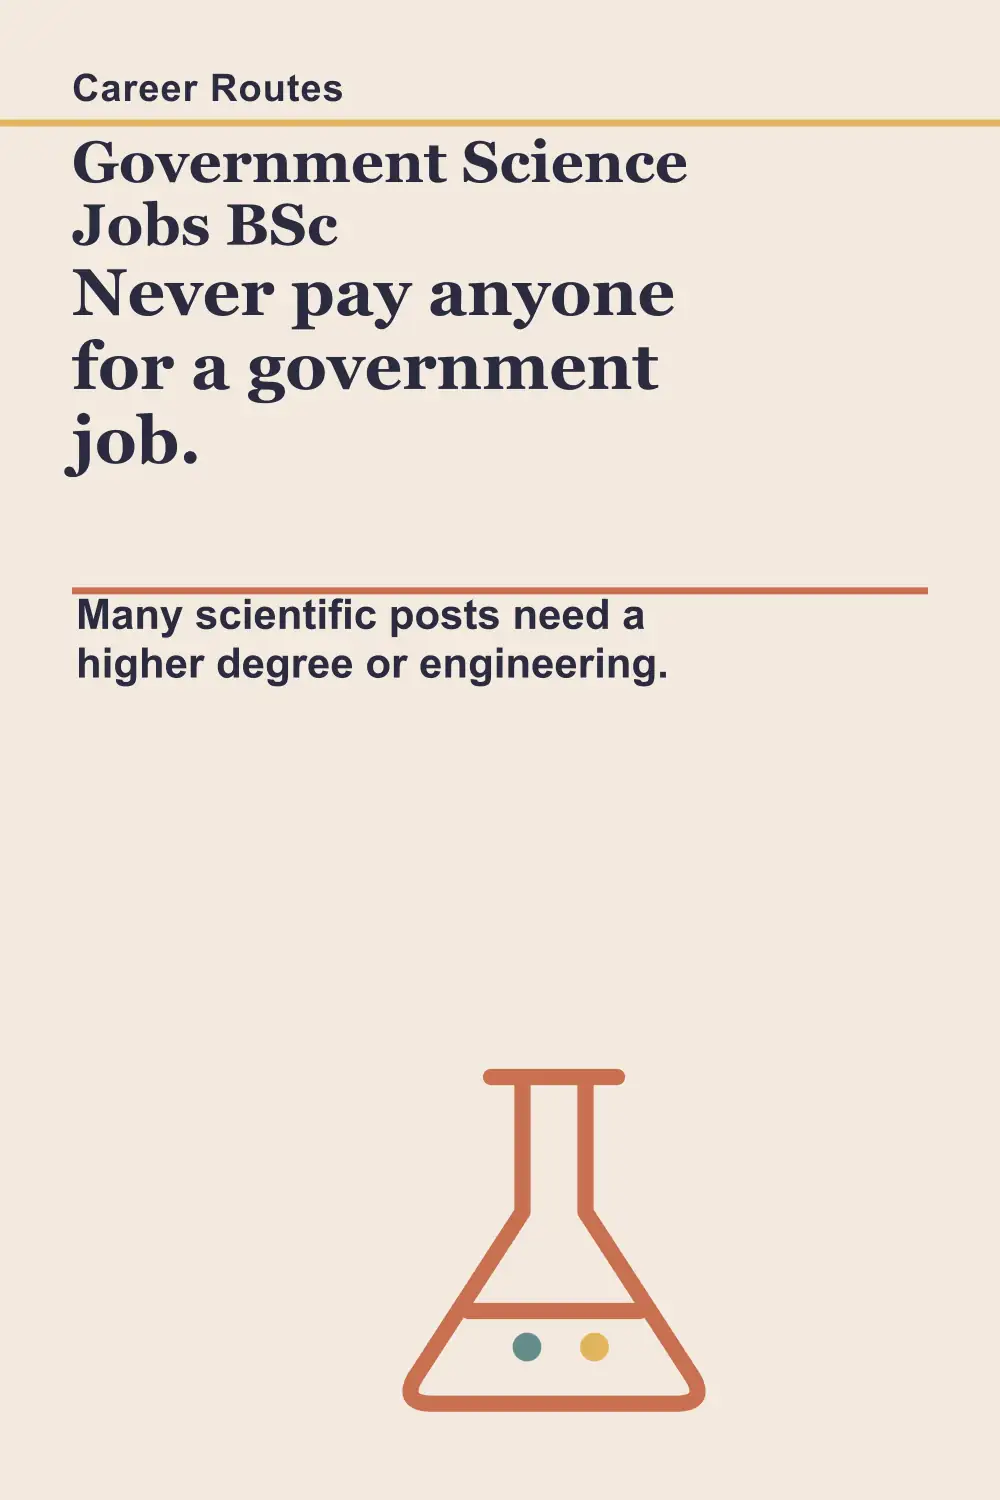 Career Routes
Government Science
Jobs BSc
Never pay anyone
for a government
job.
Many scientific posts need a
higher degree or engineering.